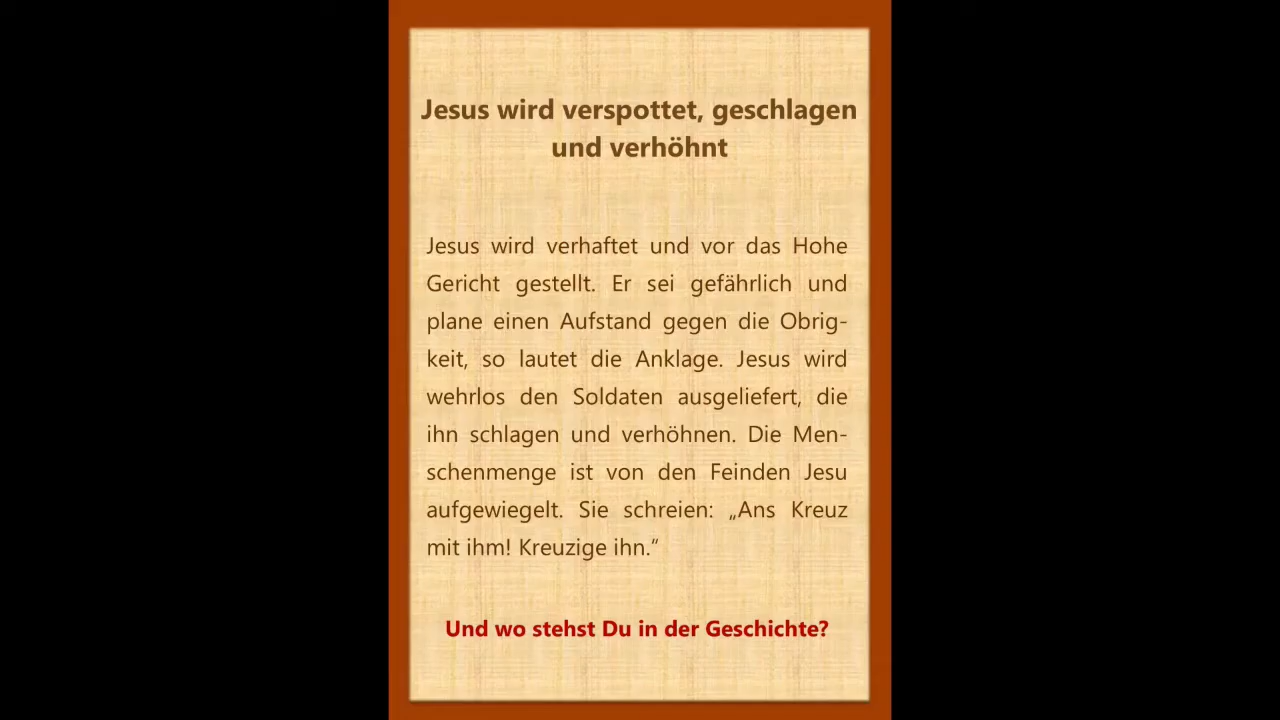 Jesus wird verspottet, geschlagen
und verhöhnt
Jesus wird verhaftet und vor das Hohe
Gericht gestellt. Er sei gefährlich und
plane einen Aufstand gegen die Obrig-
keit, so lautet die Anklage. Jesus wird
wehrlos den Soldaten ausgeliefert, die
ihn schlagen und verhöhnen. Die Men-
schenmenge ist von den Feinden Jesu
aufgewiegelt. Sie schreien: „Ans Kreuz
mit ihm! Kreuzige ihn.“
Und wo stehst Du in der Geschichte?